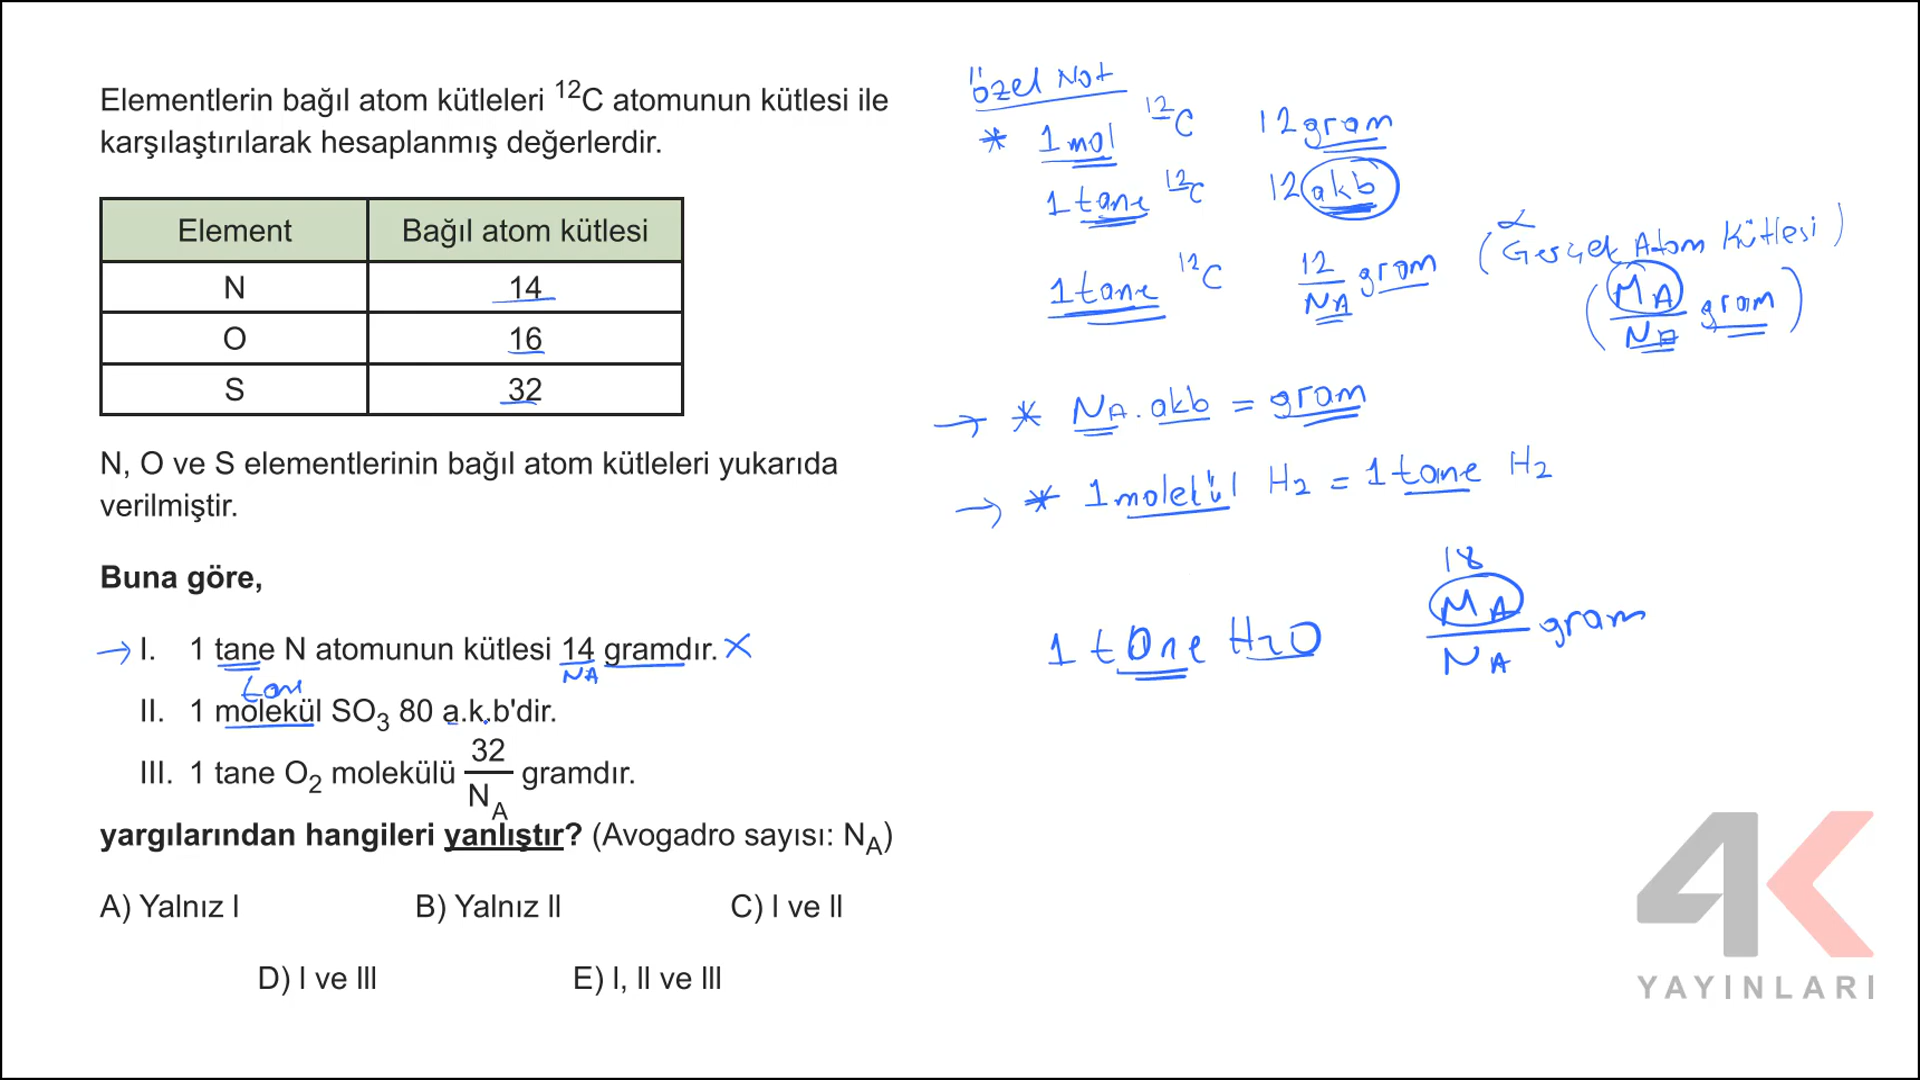 Elementlerin bağıl atom kütleleri ¹²C atomunun kütlesi ile
karşılaştırılarak hesaplanmış değerlerdir.
Element Bağıl atom kütlesi
N 14
O 16
S 32
N, O ve S elementlerinin bağıl atom kütleleri yukarıda
verilmiştir.
Buna göre,
→ I. 1 tane N atomunun kütlesi 14 gramdır. X
NA
tane
II. 1 molekül SO₃ 80 a.k.b'dir.
III. 1 tane O₂ molekülü 32/N_A gramdır.
yargılarından hangileri yanlıştır? (Avogadro sayısı: N_A)
A) Yalnız I B) Yalnız II C) I ve II
D) I ve III E) I, II ve III
özel Not
* 1 mol ¹²C 12 gram
1 tane ¹²C 12 akb
1 tane ¹²C 12/NA gram (Gerçek Atom Kütlesi)
(MA/NA gram)
→ * NA . akb = gram
→ * 1 molekül H₂ = 1 tane H₂
18
1 tane H₂O MA/NA gram
4K
YAYINLARI